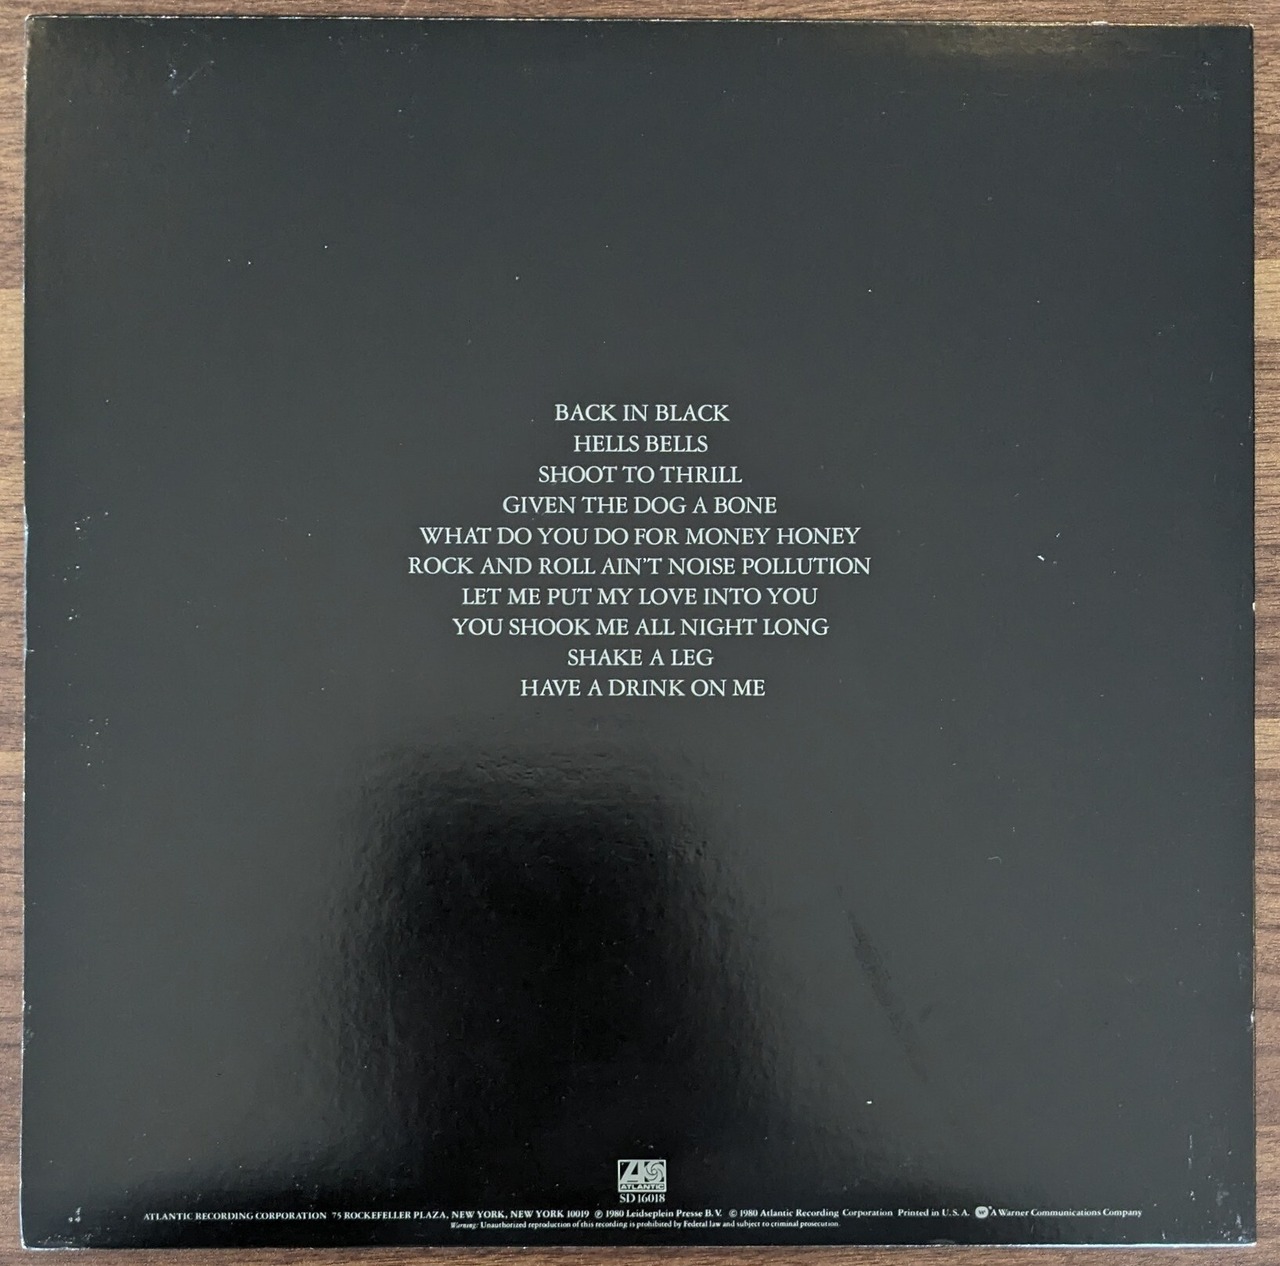 BACK IN BLACK
HELLS BELLS
SHOOT TO THRILL
GIVEN THE DOG A BONE
WHAT DO YOU DO FOR MONEY HONEY
ROCK AND ROLL AIN'T NOISE POLLUTION
LET ME PUT MY LOVE INTO YOU
YOU SHOOK ME ALL NIGHT LONG
SHAKE A LEG
HAVE A DRINK ON ME
ATLANTIC
SD 16018
ATLANTIC RECORDING CORPORATION 75 ROCKEFELLER PLAZA, NEW YORK, NEW YORK 10019 ℗ 1980 Leidseplein Presse B.V. © 1980 Atlantic Recording Corporation Printed in U.S.A. A Warner Communications Company
Warning: Unauthorized reproduction of this recording is prohibited by Federal law and subject to criminal prosecution.